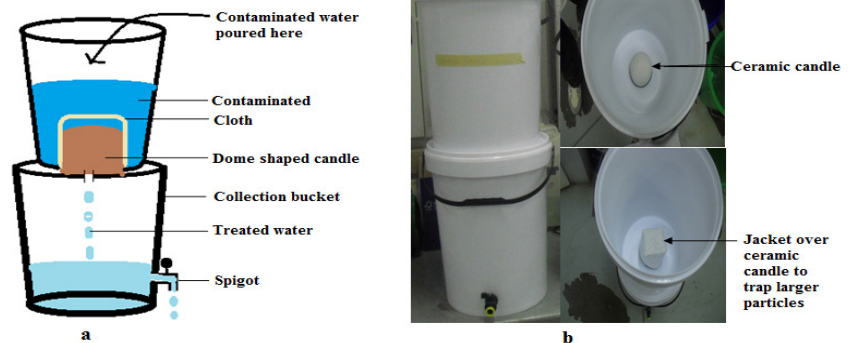 Contaminated water
poured here
Contaminated
Cloth
Dome shaped candle
Collection bucket
Treated water
Spigot
a
Ceramic candle
Jacket over
ceramic
candle to
trap larger
particles
b